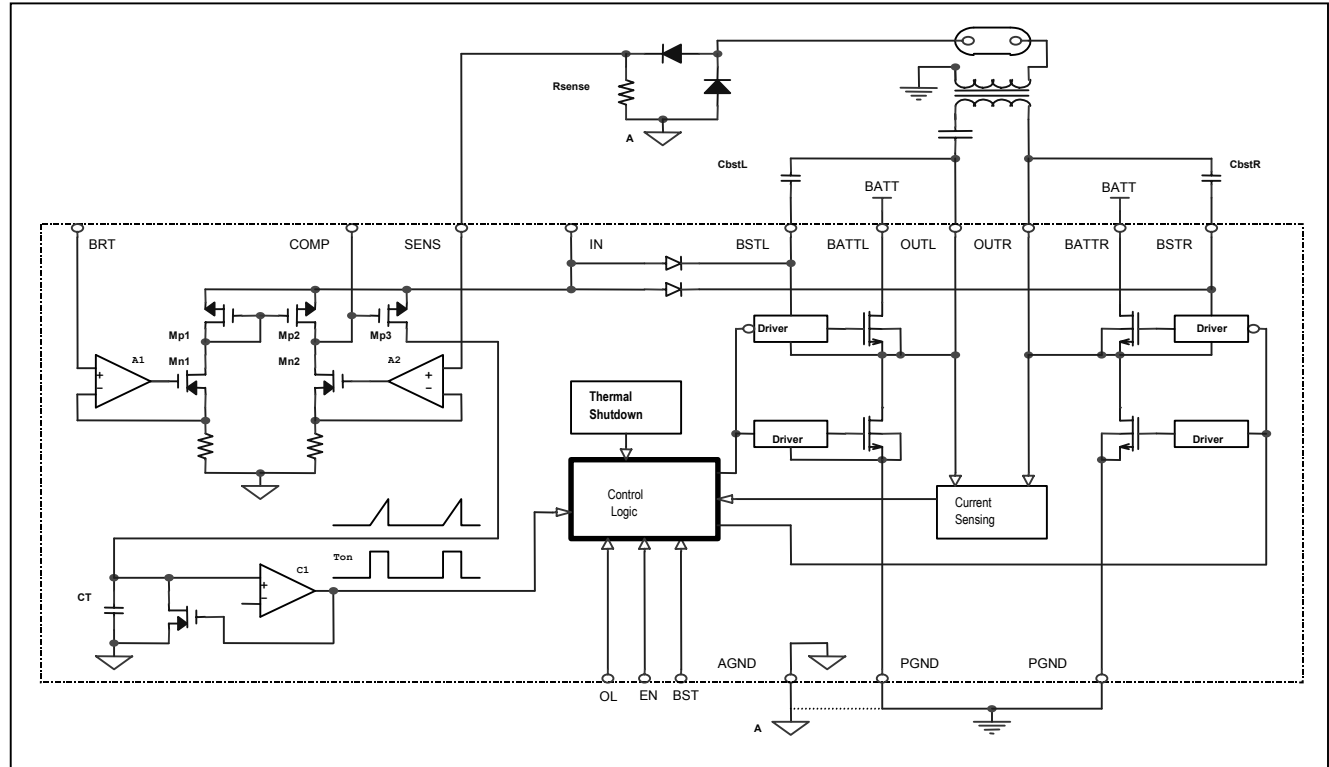 Rsense
A
CbstL
CbstR
BATT
BATT
BRT
COMP
SENS
IN
BSTL
BATTL
OUTL
OUTR
BATTR
BSTR
Mp1
Mp2
Mp3
Driver
Driver
A1
Mn1
Mn2
A2
+
-
+
-
Thermal
Shutdown
Driver
Driver
Control
Logic
Current
Sensing
Ton
C1
+
-
CT
AGND
PGND
PGND
OL
EN
BST
A